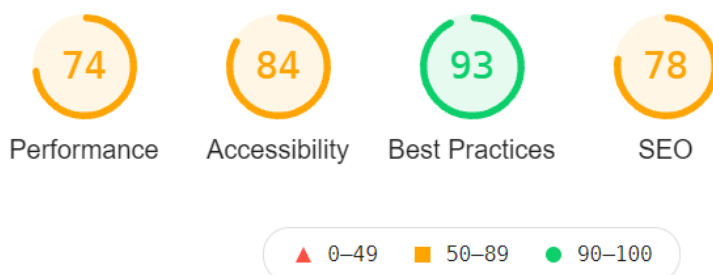 74 84 93 78
Performance Accessibility Best Practices SEO
0–49 50–89 90–100